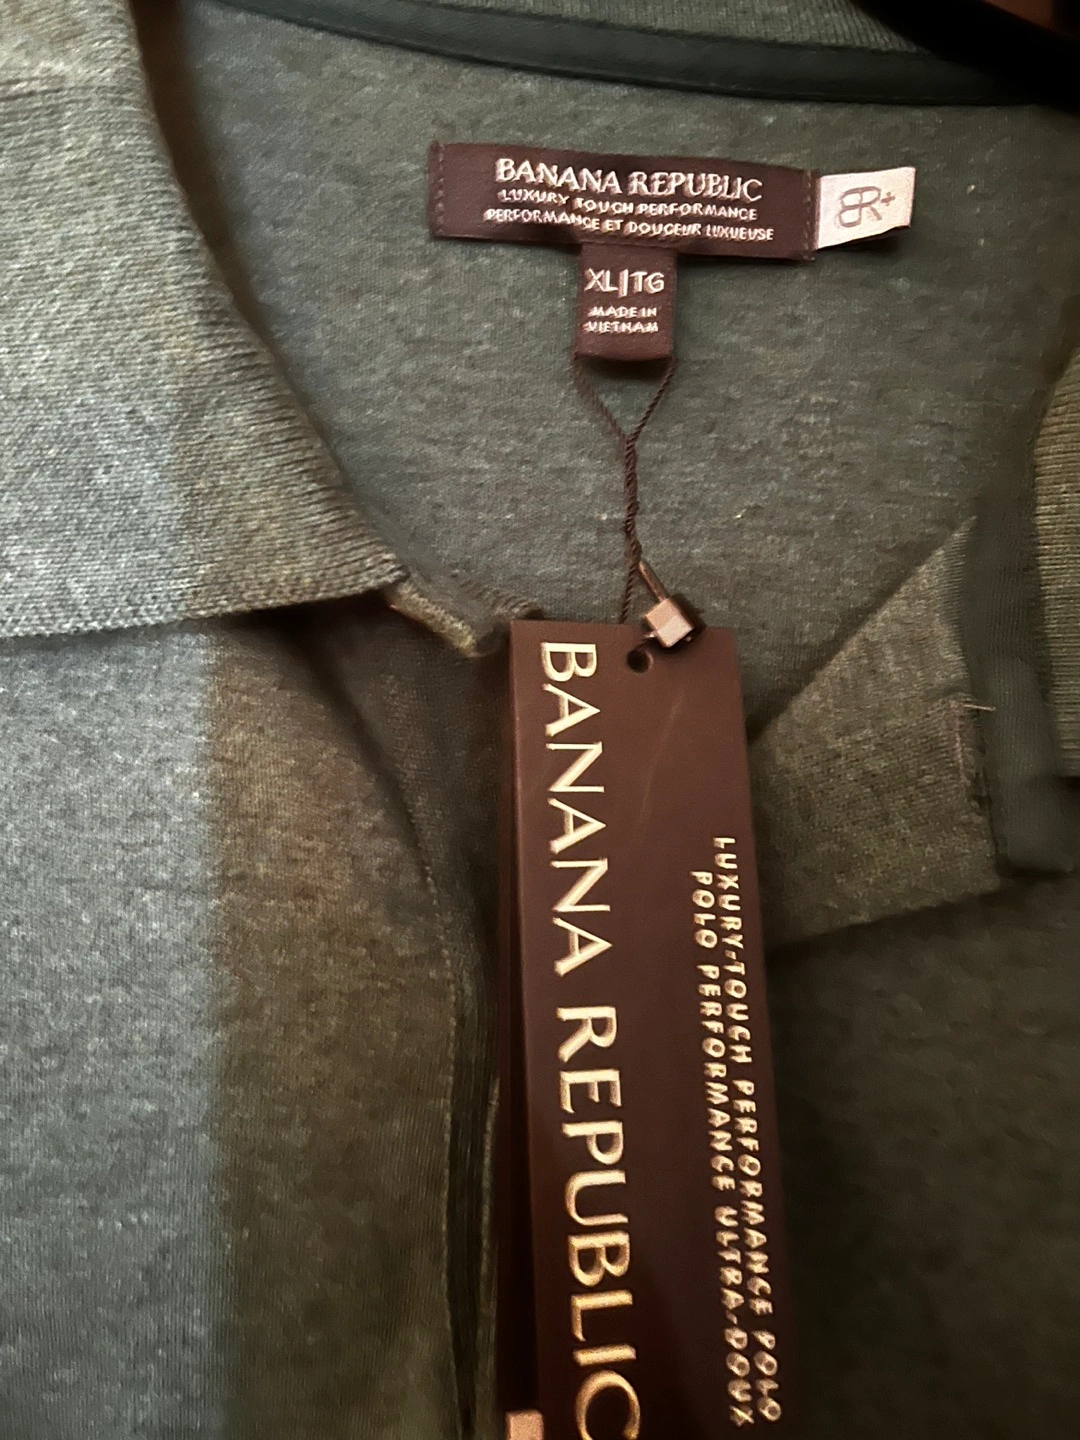 BANANA REPUBLIC
LUXURY TOUCH PERFORMANCE
PERFORMANCE ET DOUCEUR LUXUEUSE
BR+
XL|TG
MADE IN
VIETNAM
BANANA REPUBLIC
LUXURY-TOUCH PERFORMANCE POLO
POLO PERFORMANCE ULTRA-DOUX